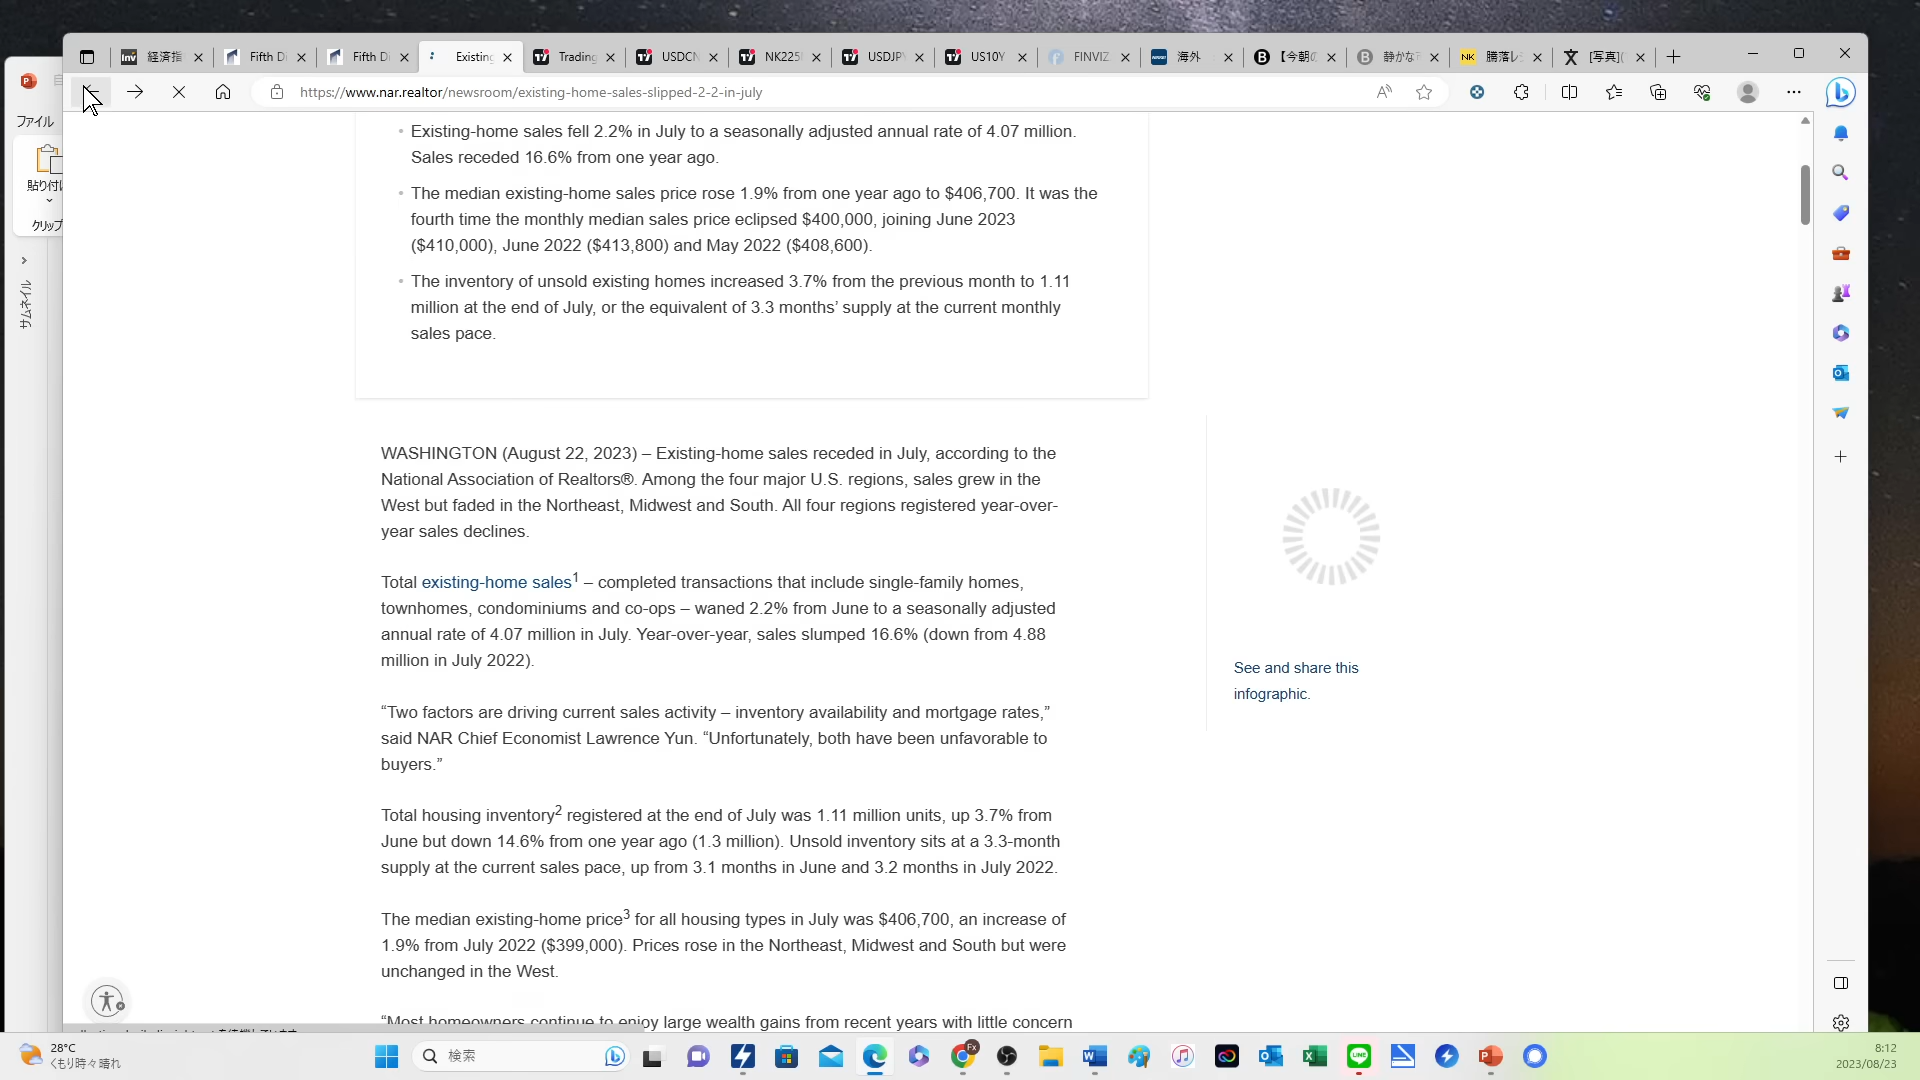 経済指
Fifth Di
Fifth Di
Existing
Trading
USDCN
NK225
USDJP
US10Y
FINVIZ
海外
【今朝の
静かな
騰落レ
[写真](
https://www.nar.realtor/newsroom/existing-home-sales-slipped-2-2-in-july
ファイル
貼り付け
クリップ
サムネイル
Existing-home sales fell 2.2% in July to a seasonally adjusted annual rate of 4.07 million.
Sales receded 16.6% from one year ago.
The median existing-home sales price rose 1.9% from one year ago to $406,700. It was the
fourth time the monthly median sales price eclipsed $400,000, joining June 2023
($410,000), June 2022 ($413,800) and May 2022 ($408,600).
The inventory of unsold existing homes increased 3.7% from the previous month to 1.11
million at the end of July, or the equivalent of 3.3 months’ supply at the current monthly
sales pace.
WASHINGTON (August 22, 2023) – Existing-home sales receded in July, according to the
National Association of Realtors®. Among the four major U.S. regions, sales grew in the
West but faded in the Northeast, Midwest and South. All four regions registered year-over-
year sales declines.
Total existing-home sales1 – completed transactions that include single-family homes,
townhomes, condominiums and co-ops – waned 2.2% from June to a seasonally adjusted
annual rate of 4.07 million in July. Year-over-year, sales slumped 16.6% (down from 4.88
million in July 2022).
“Two factors are driving current sales activity – inventory availability and mortgage rates,”
said NAR Chief Economist Lawrence Yun. “Unfortunately, both have been unfavorable to
buyers.”
Total housing inventory2 registered at the end of July was 1.11 million units, up 3.7% from
June but down 14.6% from one year ago (1.3 million). Unsold inventory sits at a 3.3-month
supply at the current sales pace, up from 3.1 months in June and 3.2 months in July 2022.
The median existing-home price3 for all housing types in July was $406,700, an increase of
1.9% from July 2022 ($399,000). Prices rose in the Northeast, Midwest and South but were
unchanged in the West.
“Most homeowners continue to enjoy large wealth gains from recent years with little concern
See and share this
infographic.
28°C
くもり時々晴れ
検索
8:12
2023/08/23